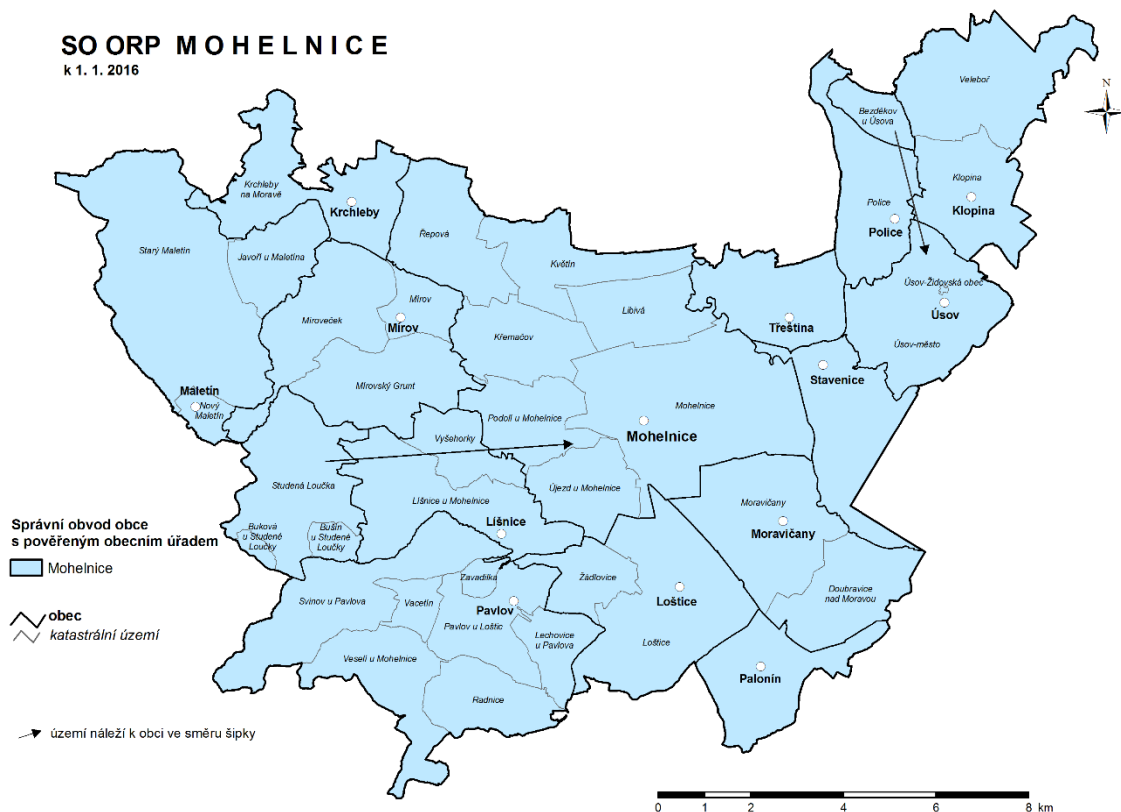 SO ORP M O H E L N I C E
k 1. 1. 2016
N
Veleboř
Bezděkov
u Úsova
Krchleby
na Moravě
Krchleby
Klopina
Klopina
Police
Police
Řepová
Starý Maletín
Javoří u Maletína
Květín
Úsov-Židovská obec
Úsov
Mírov
Mírov
Míroveček
Libivá
Třeština
Křemačov
Úsov-město
Stavenice
Mírovský Grunt
Maletín
Nový
Maletín
Podolí u Mohelnice
Mohelnice
Mohelnice
Vyšehorky
Studená Loučka
Líšnice u Mohelnice
Újezd u Mohelnice
Moravičany
Moravičany
Líšnice
Buková
u Studené
Loučky
Bušín
u Studené
Loučky
Správní obvod obce
s pověřeným obecním úřadem
Mohelnice
Zavadilka
Žádlovice
Loštice
Doubravice
nad Moravou
Svinov u Pavlova
Vacetín
Pavlov
Pavlov u Loštic
obec
katastrální území
Lechovice
u Pavlova
Loštice
Veselí u Mohelnice
Palonín
Radnice
území náleží k obci ve směru šipky
0 1 2 4 6 8 km